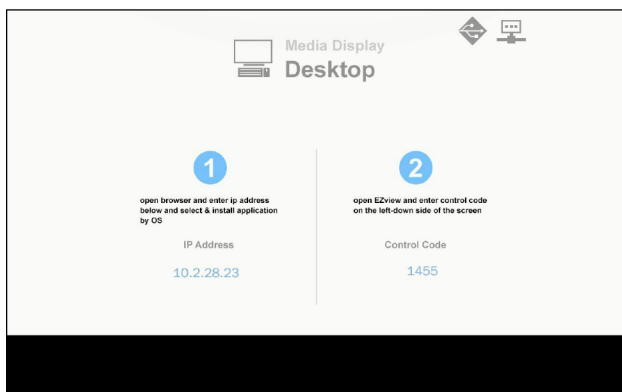 Media Display
Desktop
1
open browser and enter ip address
below and select & install application
by OS
IP Address
10.2.28.23
2
open EZview and enter control code
on the left-down side of the screen
Control Code
1455